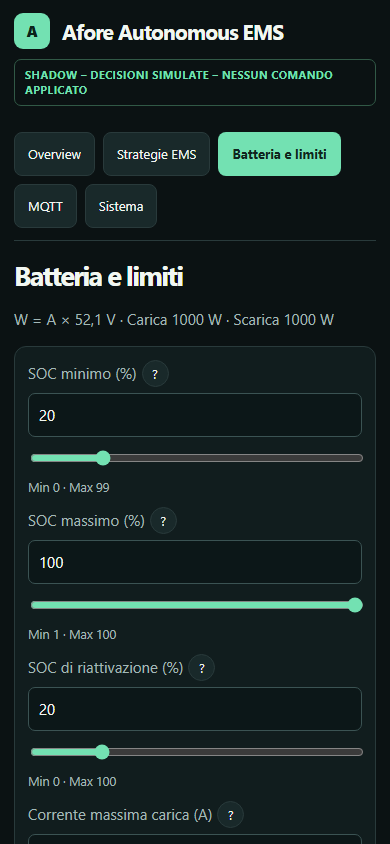 A
Afore Autonomous EMS
SHADOW – DECISIONI SIMULATE – NESSUN COMANDO
APPLICATO
Overview
Strategie EMS
Batteria e limiti
MQTT
Sistema
Batteria e limiti
W = A × 52,1 V · Carica 1000 W · Scarica 1000 W
SOC minimo (%) ?
20
Min 0 · Max 99
SOC massimo (%) ?
100
Min 1 · Max 100
SOC di riattivazione (%) ?
20
Min 0 · Max 100
Corrente massima carica (A) ?